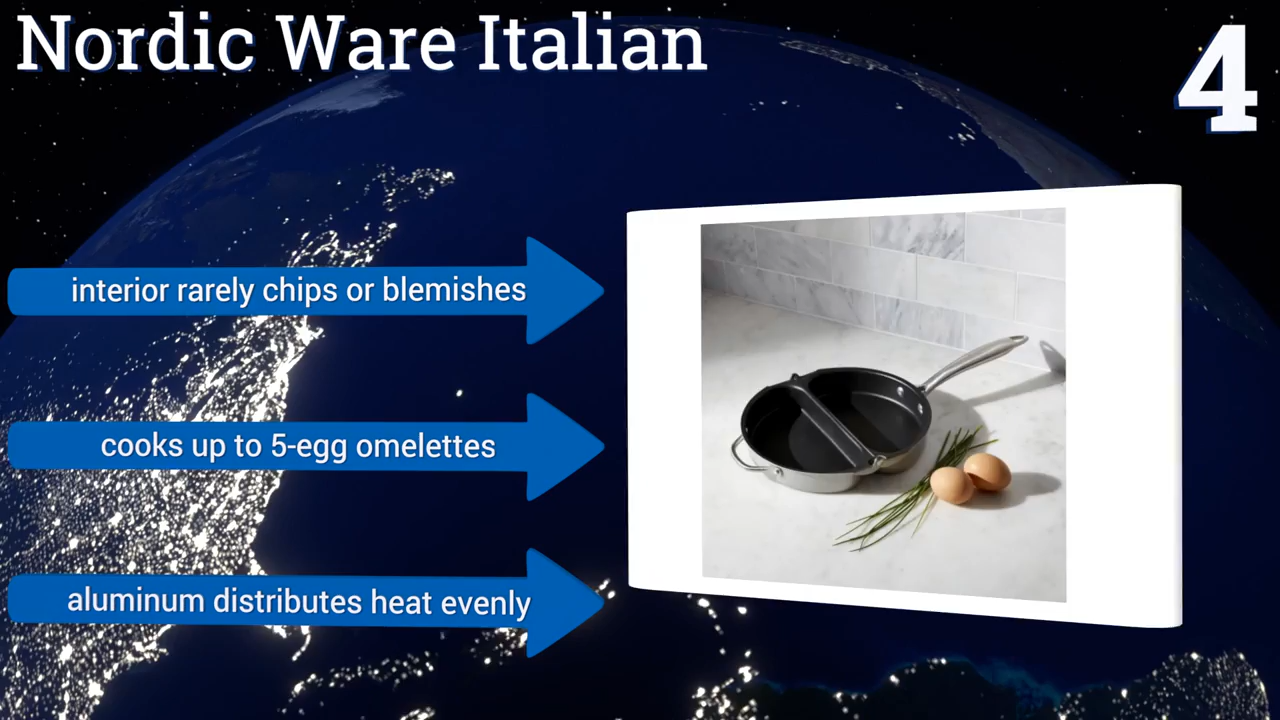 Nordic Ware Italian
4
interior rarely chips or blemishes
cooks up to 5-egg omelettes
aluminum distributes heat evenly